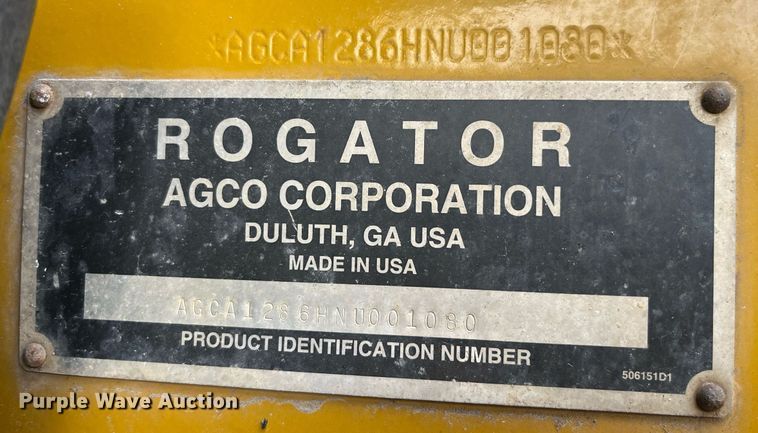 *AGCA1286HNU001080*
ROGATOR
AGCO CORPORATION
DULUTH, GA USA
MADE IN USA
AGCA1286HNU001080
PRODUCT IDENTIFICATION NUMBER
506151D1
Purple Wave Auction